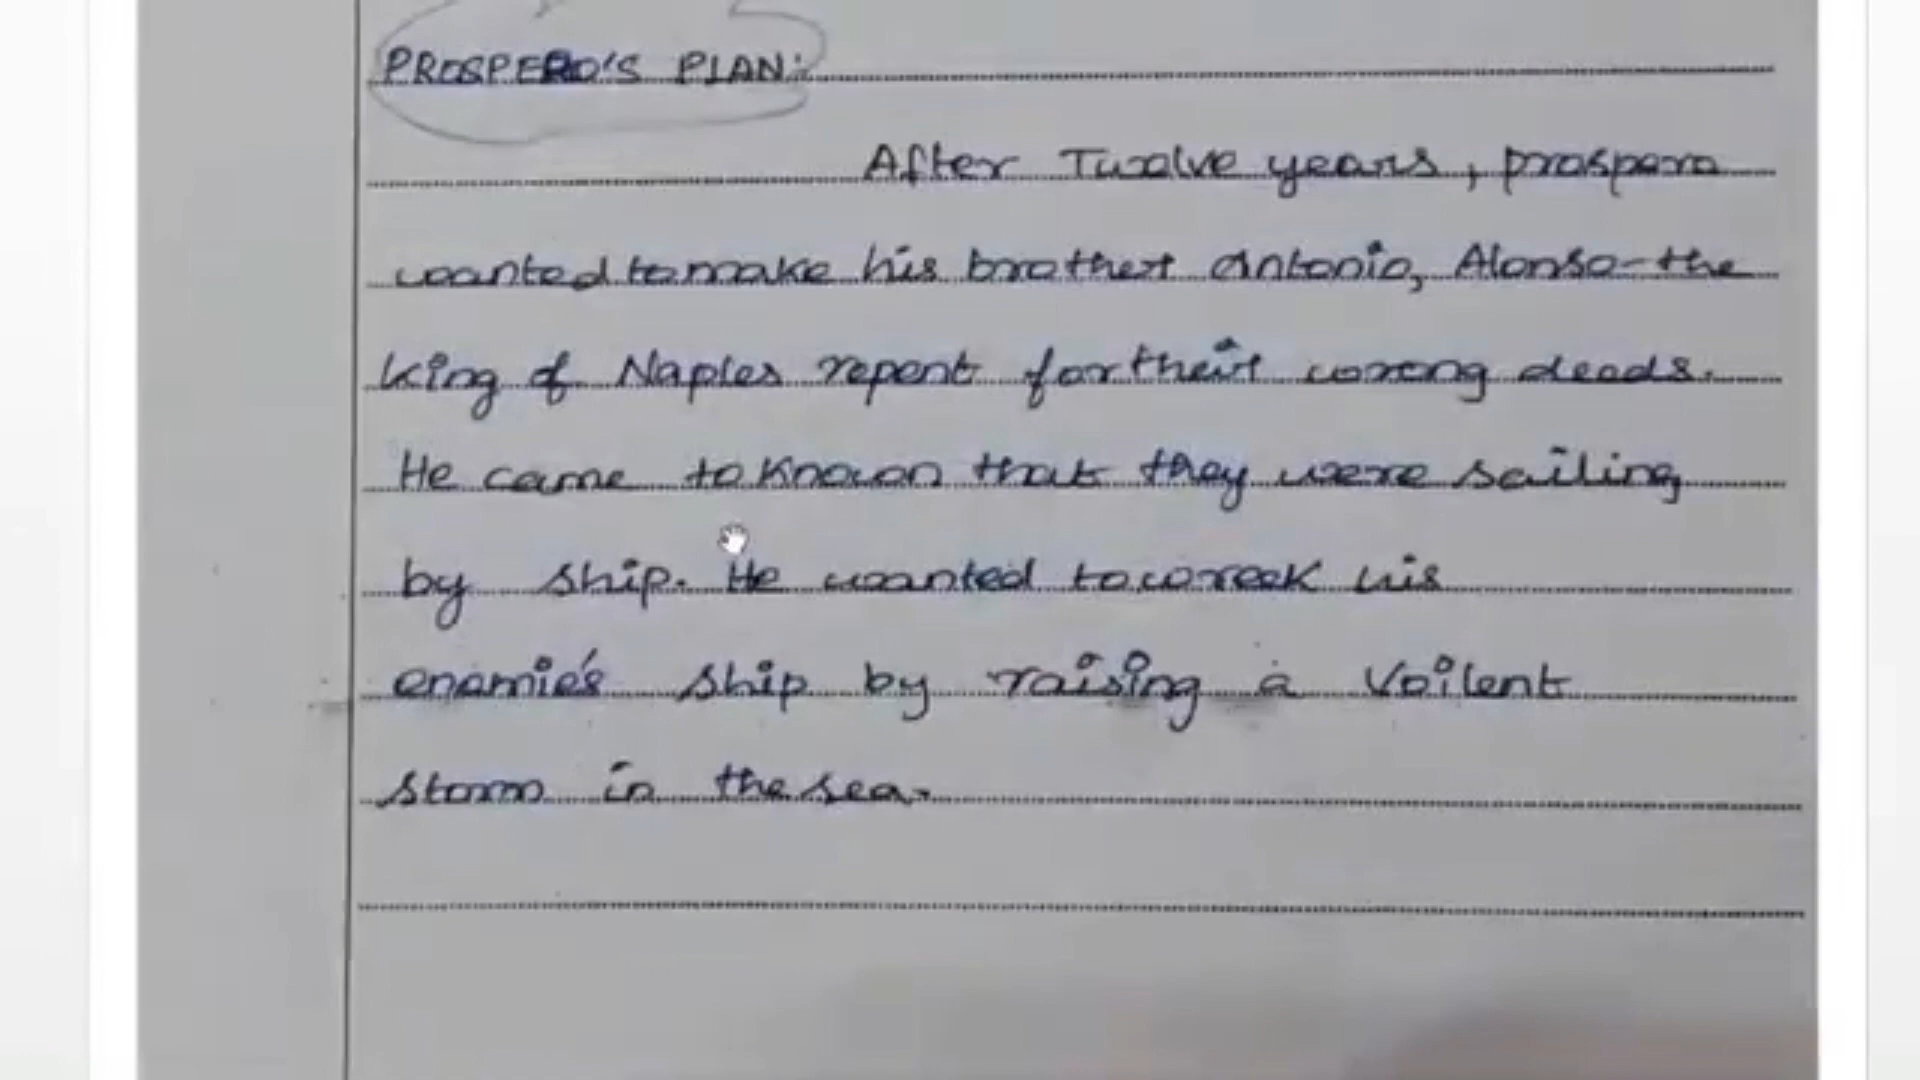 PROSPERO'S PLAN:
After Twelve years, prospero
wanted to make his brother Antonio, Alonso-the
king of Naples repent for their wrong deeds.
He came to known that they were sailing
by ship. He wanted to wreck his
enemie's ship by raising a Voilent
storm in the sea.